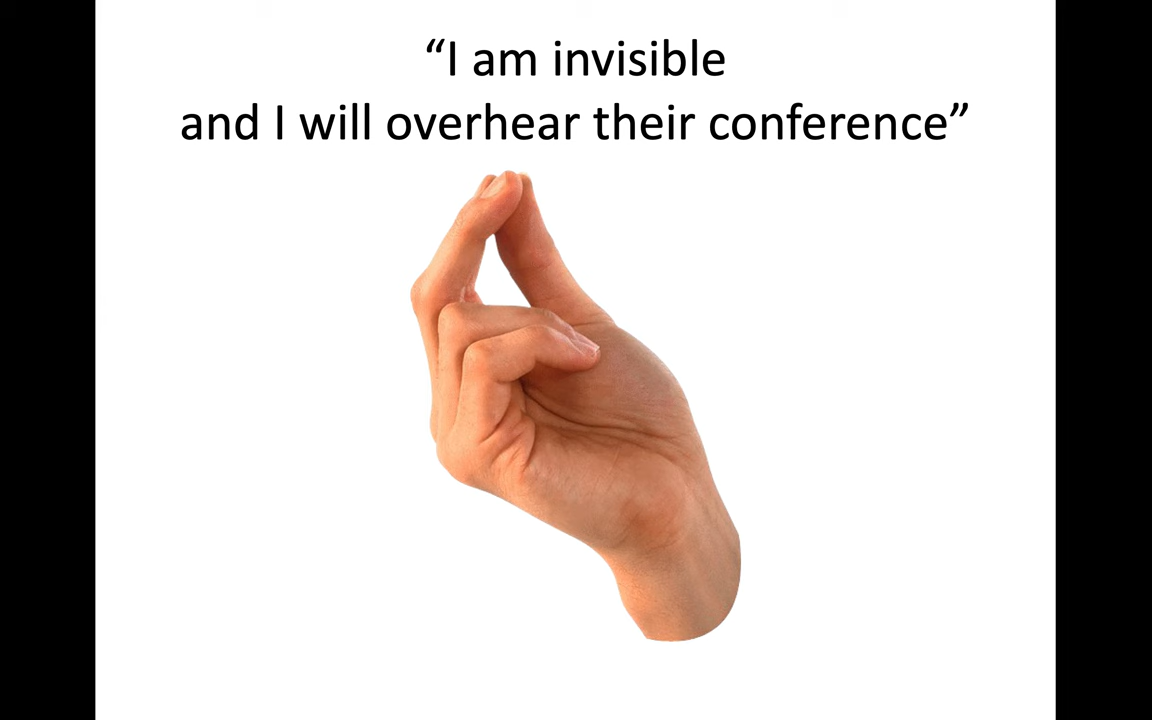 “I am invisible
and I will overhear their conference”